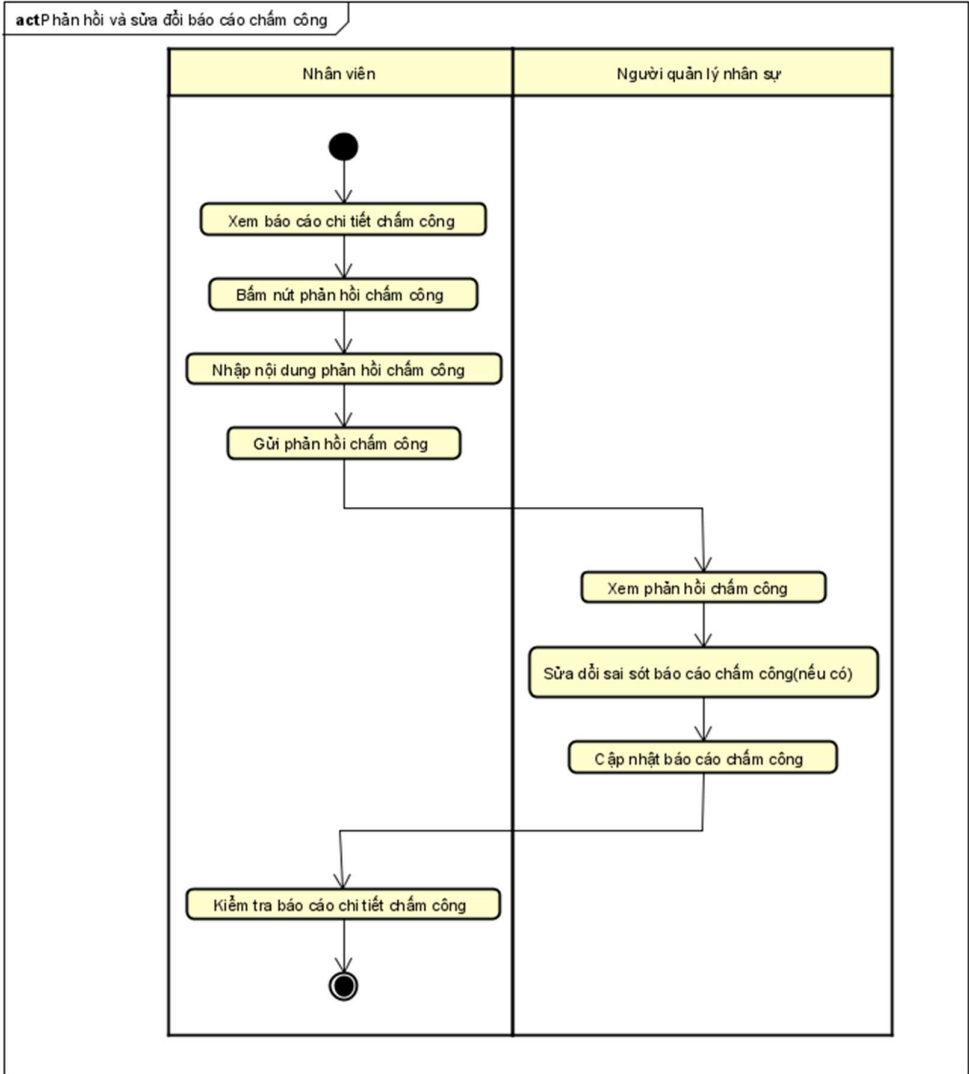 actPhản hồi và sửa đổi báo cáo chấm công
Nhân viên
Người quản lý nhân sự
Xem báo cáo chi tiết chấm công
Bấm nút phản hồi chấm công
Nhập nội dung phản hồi chấm công
Gửi phản hồi chấm công
Xem phản hồi chấm công
Sửa dổi sai sót báo cáo chấm công(nếu có)
Cập nhật báo cáo chấm công
Kiểm tra báo cáo chi tiết chấm công